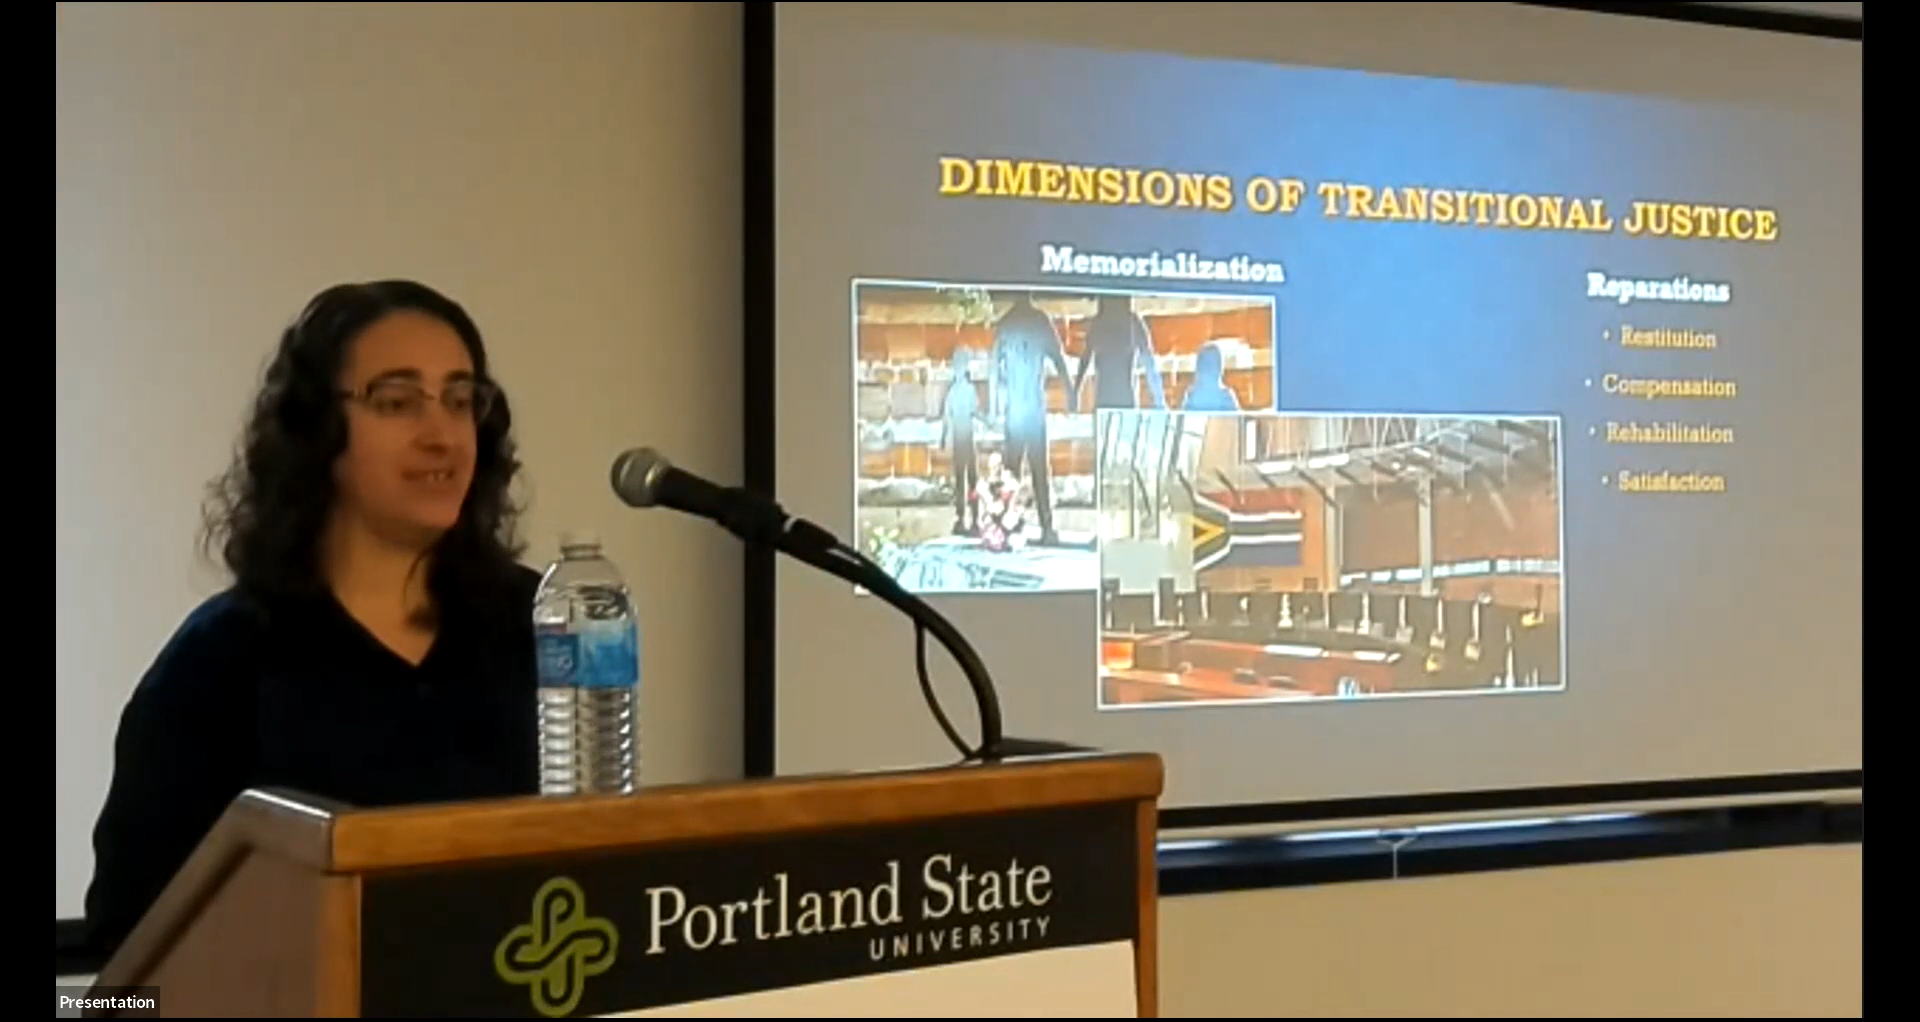 DIMENSIONS OF TRANSITIONAL JUSTICE
Memorialization
Reparations
• Restitution
• Compensation
• Rehabilitation
• Satisfaction
Portland State
UNIVERSITY
Presentation